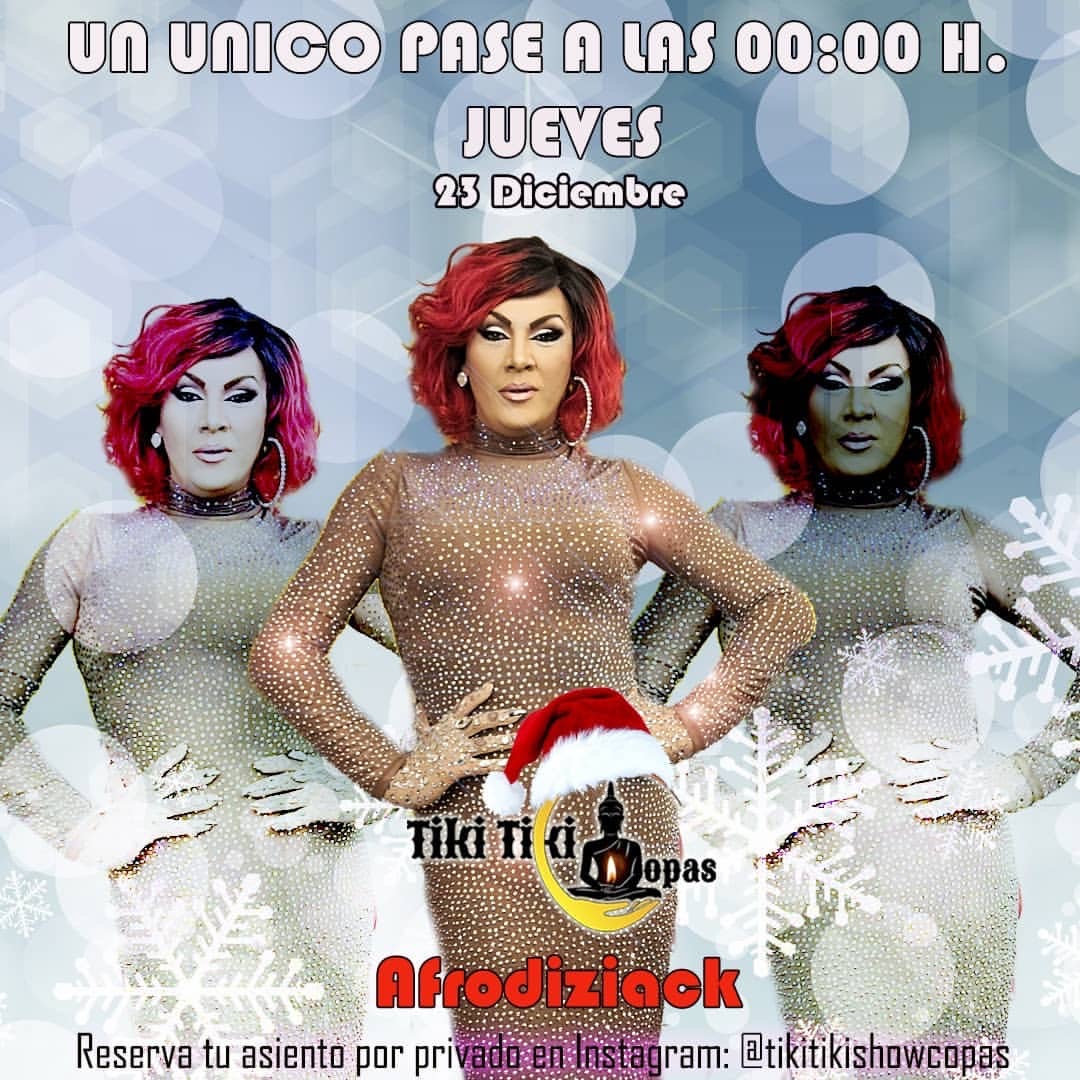 UN UNICO PASE A LAS 00:00 H.
JUEVES
23 Diciembre
Tiki Tiki
Copas
Afrodiziack
Reserva tu asiento por privado en Instagram: @tikitikishowcopas